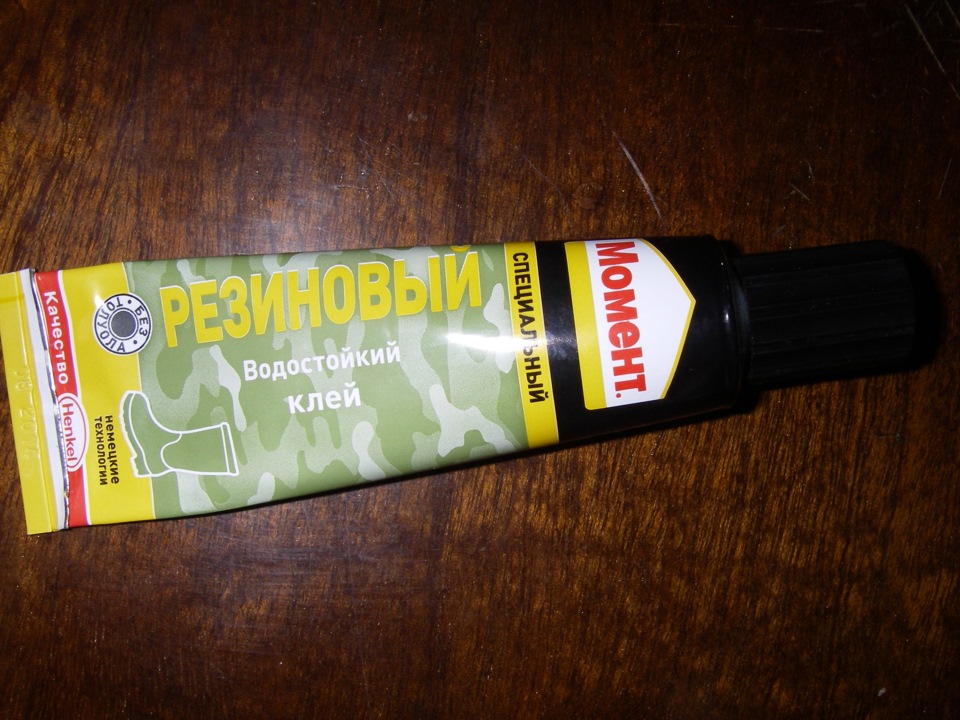 РЕЗИНОВЫЙ
Водостойкий
клей
СПЕЦИАЛЬНЫЙ
Момент.
БЕЗ
ТОЛУОЛА
Качество
Henkel
немецкие
технологии